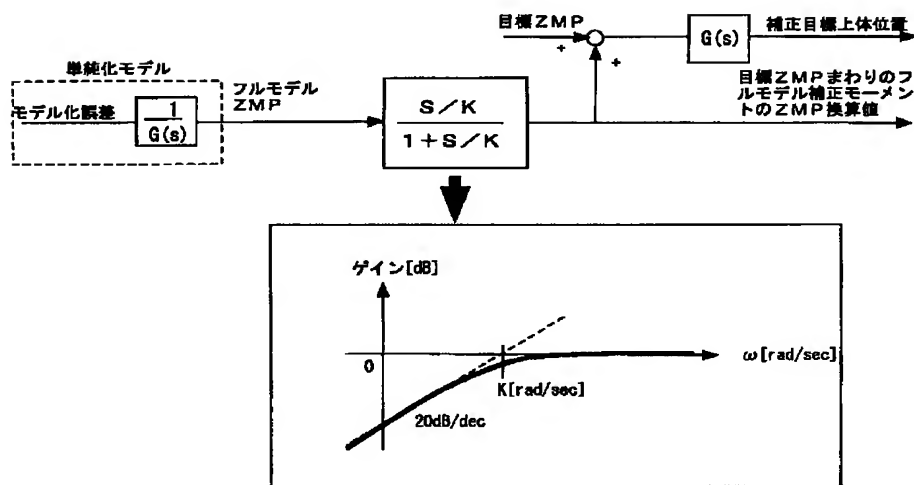 目標ZMP
+
+
G(s)
補正目標上体位置
単純化モデル
モデル化誤差
1
G(s)
フルモデル
ZMP
S/K
1+S/K
目標ZMPまわりのフ
ルモデル補正モーメン
トのZMP換算値
ゲイン[dB]
0
ω[rad/sec]
K[rad/sec]
20dB/dec